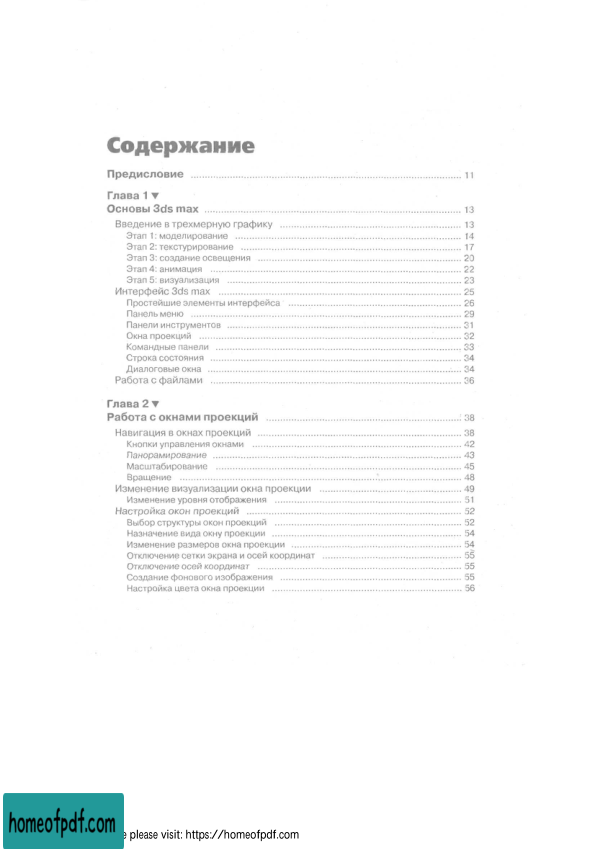 Содержание
Предисловие 11
Глава 1 ▼
Основы 3ds max 13
Введение в трехмерную графику 13
Этап 1: моделирование 14
Этап 2: текстурирование 17
Этап 3: создание освещения 20
Этап 4: анимация 22
Этап 5: визуализация 23
Интерфейс 3ds max 25
Простейшие элементы интерфейса 26
Панель меню 29
Панели инструментов 31
Окна проекций 32
Командные панели 33
Строка состояния 34
Диалоговые окна 34
Работа с файлами 36
Глава 2 ▼
Работа с окнами проекций 38
Навигация в окнах проекций 38
Кнопки управления окнами 42
Панорамирование 43
Масштабирование 45
Вращение 48
Изменение визуализации окна проекции 49
Изменение уровня отображения 51
Настройка окон проекций 52
Выбор структуры окон проекций 52
Назначение вида окну проекции 54
Изменение размеров окна проекции 54
Отключение сетки экрана и осей координат 55
Отключение осей координат 55
Создание фонового изображения 55
Настройка цвета окна проекции 56
homeofpdf.com please visit: https://homeofpdf.com